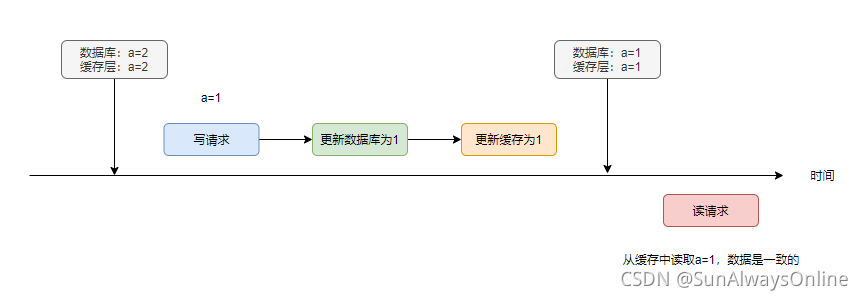 数据库：a=2
缓存层：a=2
数据库：a=1
缓存层：a=1
a=1
写请求
更新数据库为1
更新缓存为1
时间
读请求
从缓存中读取a=1，数据是一致的
CSDN @SunAlwaysOnline